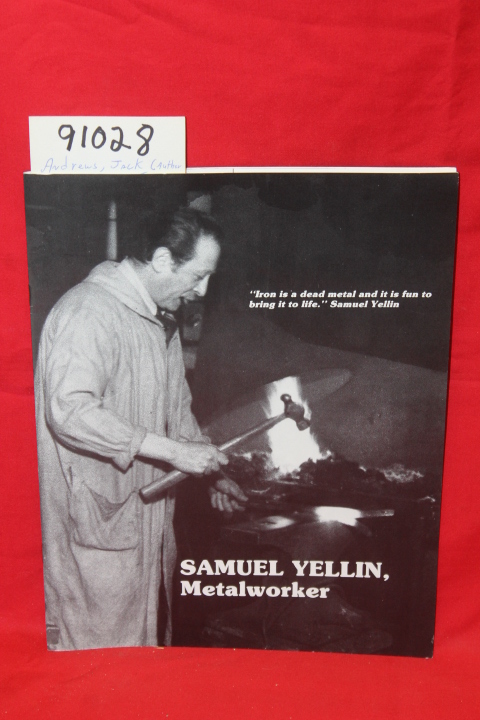 91028
Andrews, Jack (Author
"Iron is a dead metal and it is fun to
bring it to life." Samuel Yellin
SAMUEL YELLIN,
Metalworker